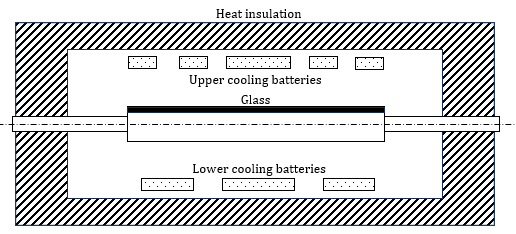 Heat insulation
Upper cooling batteries
Glass
Lower cooling batteries